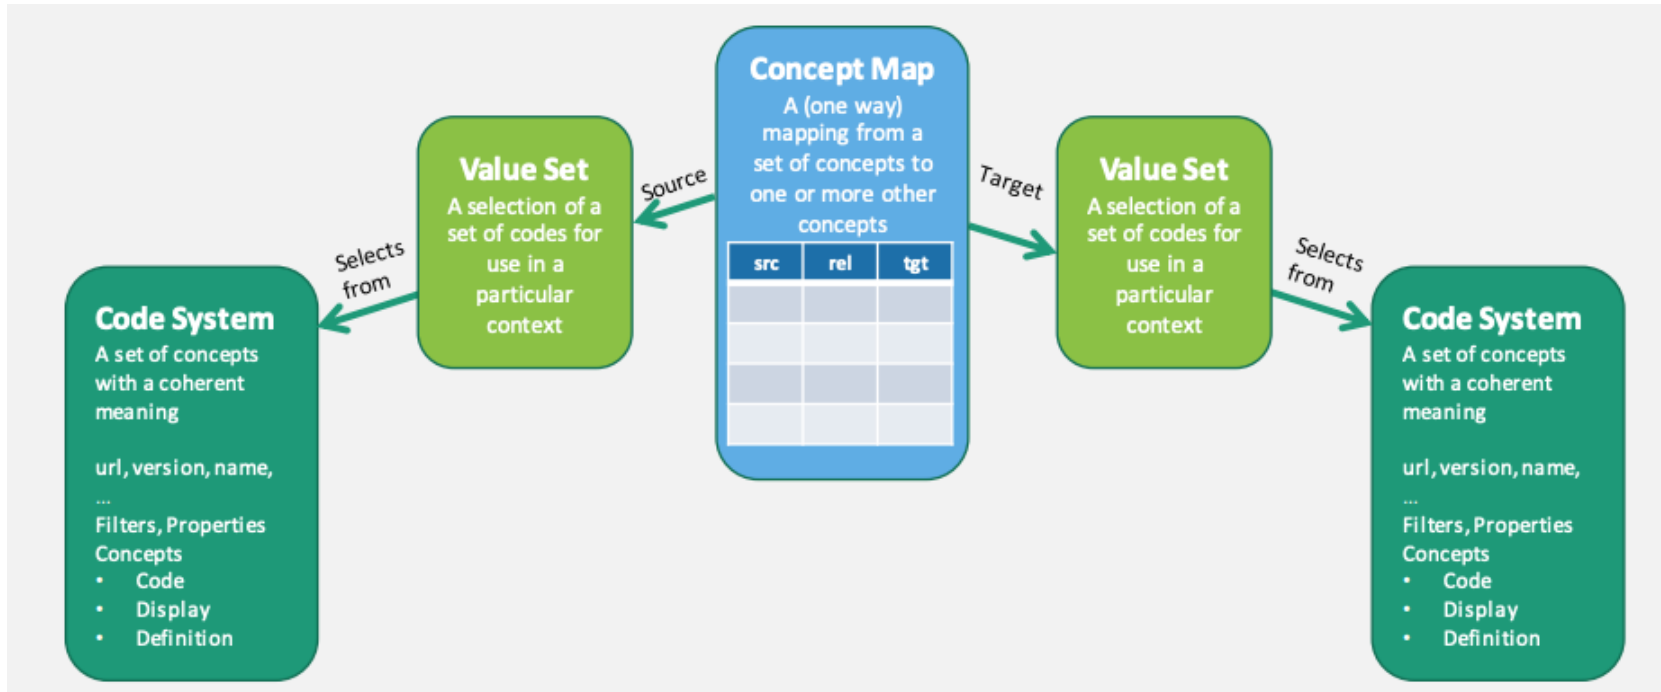 Concept Map
A (one way)
mapping from a
set of concepts to
one or more other
concepts
src rel tgt
Source
Target
Value Set
A selection of a
set of codes for
use in a
particular
context
Value Set
A selection of a
set of codes for
use in a
particular
context
Selects
from
Selects
from
Code System
A set of concepts
with a coherent
meaning
url, version, name,
...
Filters, Properties
Concepts
• Code
• Display
• Definition
Code System
A set of concepts
with a coherent
meaning
url, version, name,
...
Filters, Properties
Concepts
• Code
• Display
• Definition